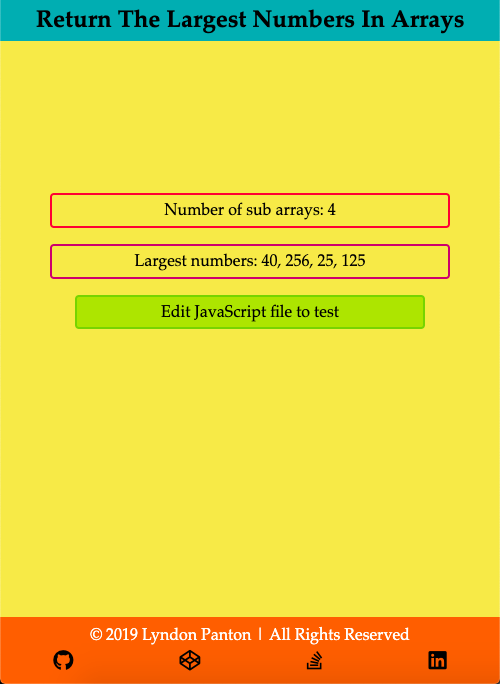 Return The Largest Numbers In Arrays
Number of sub arrays: 4
Largest numbers: 40, 256, 25, 125
Edit JavaScript file to test
© 2019 Lyndon Panton | All Rights Reserved
in